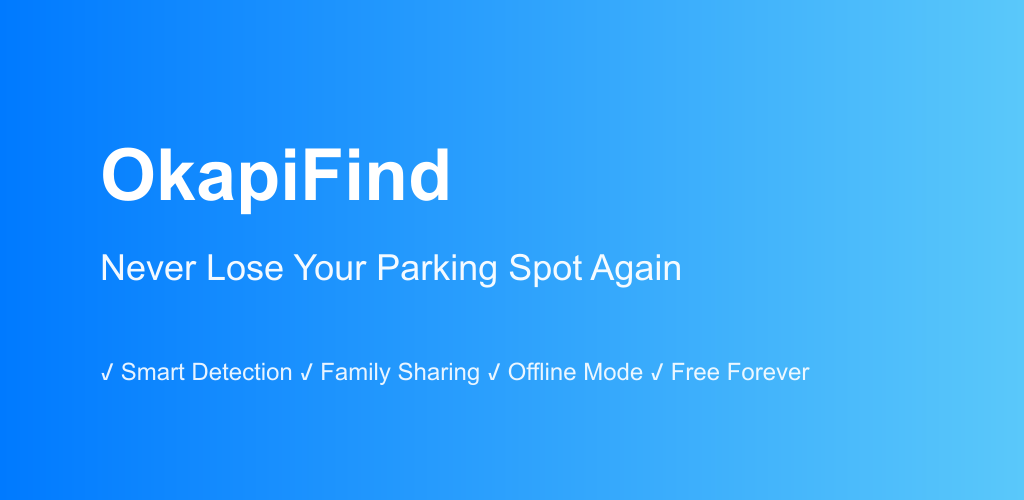 OkapiFind
Never Lose Your Parking Spot Again
✓ Smart Detection ✓ Family Sharing ✓ Offline Mode ✓ Free Forever